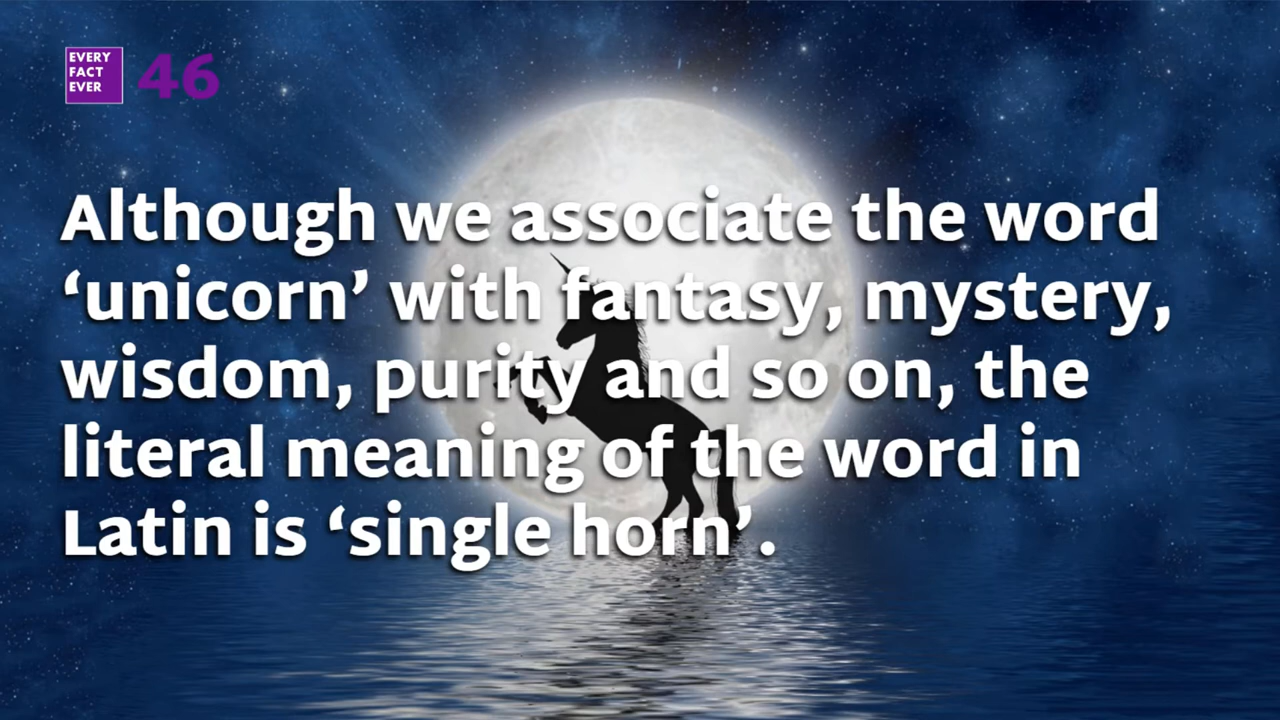 EVERY
FACT
EVER
46
Although we associate the word
‘unicorn’ with fantasy, mystery,
wisdom, purity and so on, the
literal meaning of the word in
Latin is ‘single horn’.